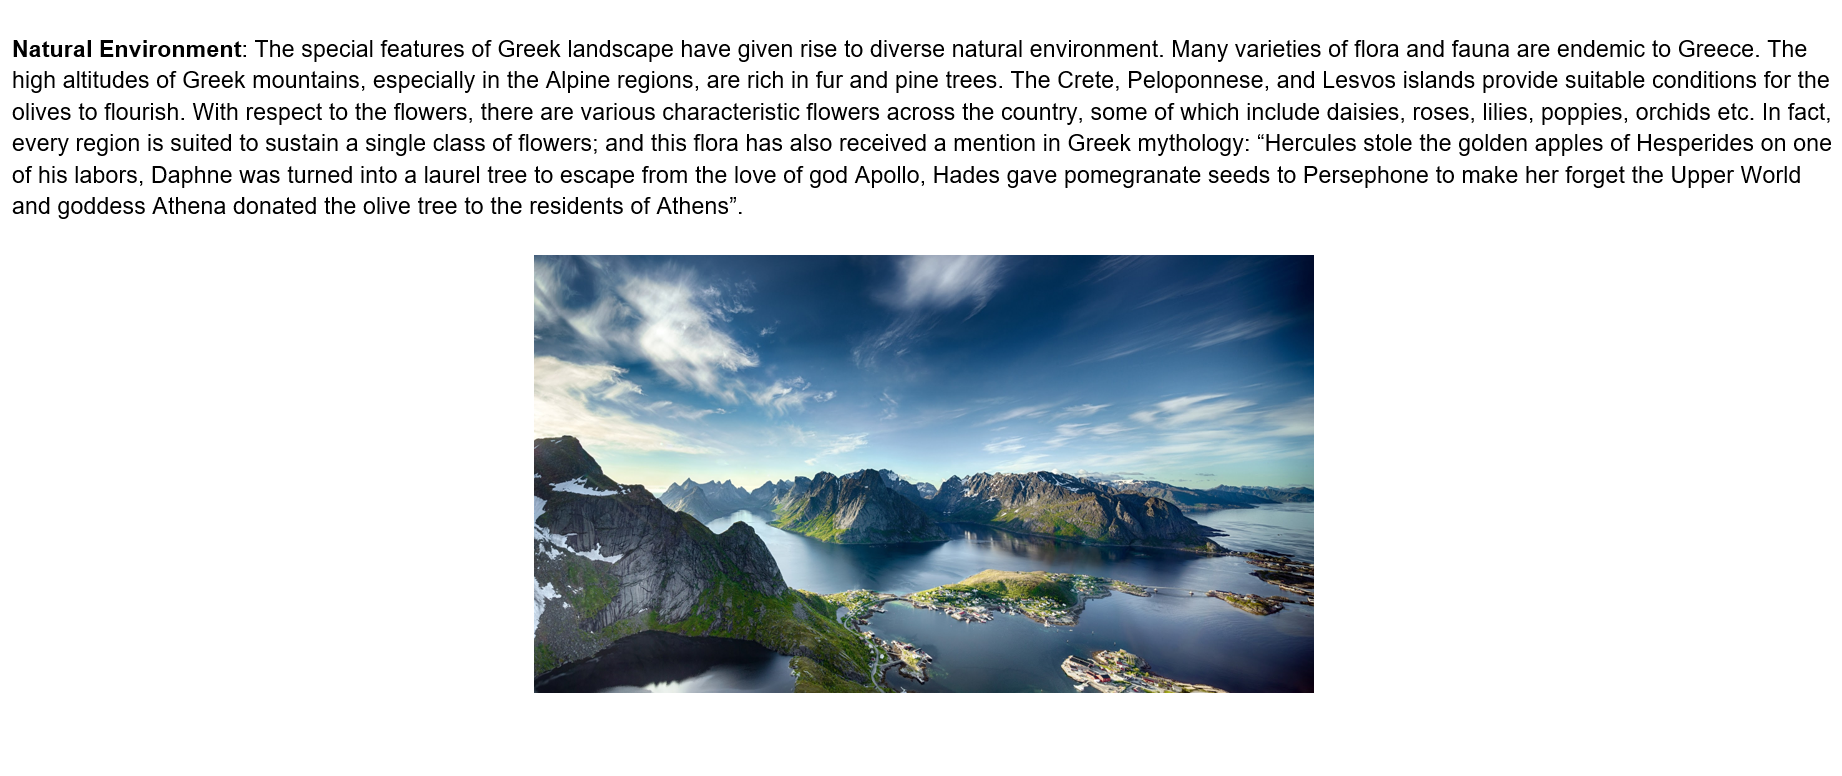 Natural Environment: The special features of Greek landscape have given rise to diverse natural environment. Many varieties of flora and fauna are endemic to Greece. The
high altitudes of Greek mountains, especially in the Alpine regions, are rich in fur and pine trees. The Crete, Peloponnese, and Lesvos islands provide suitable conditions for the
olives to flourish. With respect to the flowers, there are various characteristic flowers across the country, some of which include daisies, roses, lilies, poppies, orchids etc. In fact,
every region is suited to sustain a single class of flowers; and this flora has also received a mention in Greek mythology: “Hercules stole the golden apples of Hesperides on one
of his labors, Daphne was turned into a laurel tree to escape from the love of god Apollo, Hades gave pomegranate seeds to Persephone to make her forget the Upper World
and goddess Athena donated the olive tree to the residents of Athens”.